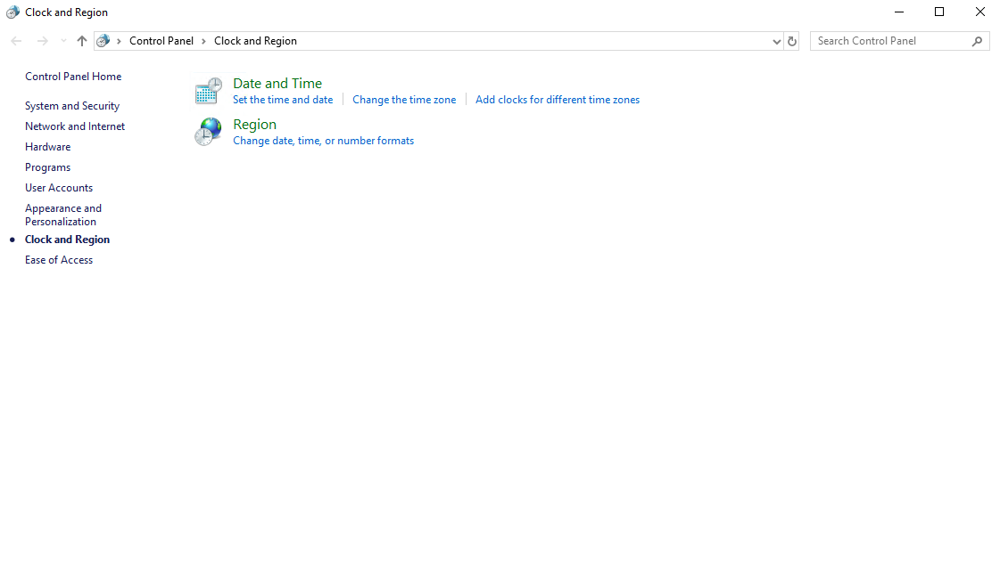 Clock and Region
Control Panel > Clock and Region
Search Control Panel
Control Panel Home
System and Security
Network and Internet
Hardware
Programs
User Accounts
Appearance and
Personalization
Clock and Region
Ease of Access
Date and Time
Set the time and date | Change the time zone | Add clocks for different time zones
Region
Change date, time, or number formats